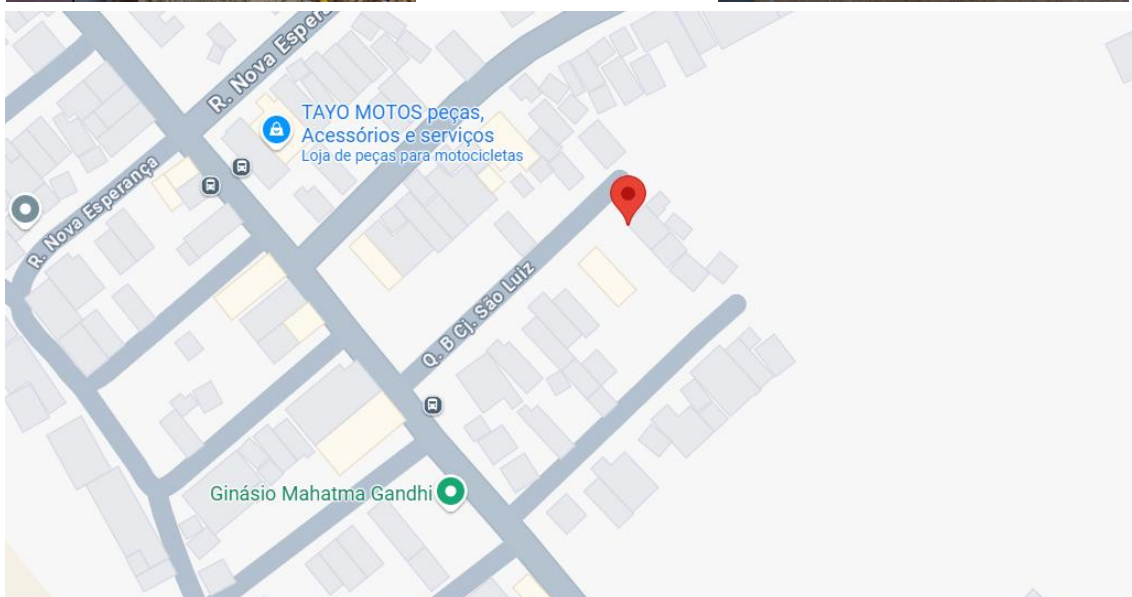 R. Nova Espera
TAYO MOTOS peças,
Acessórios e serviços
Loja de peças para motocicletas
R. Nova Esperança
Q. B Cj. São Luiz
Ginásio Mahatma Gandhi